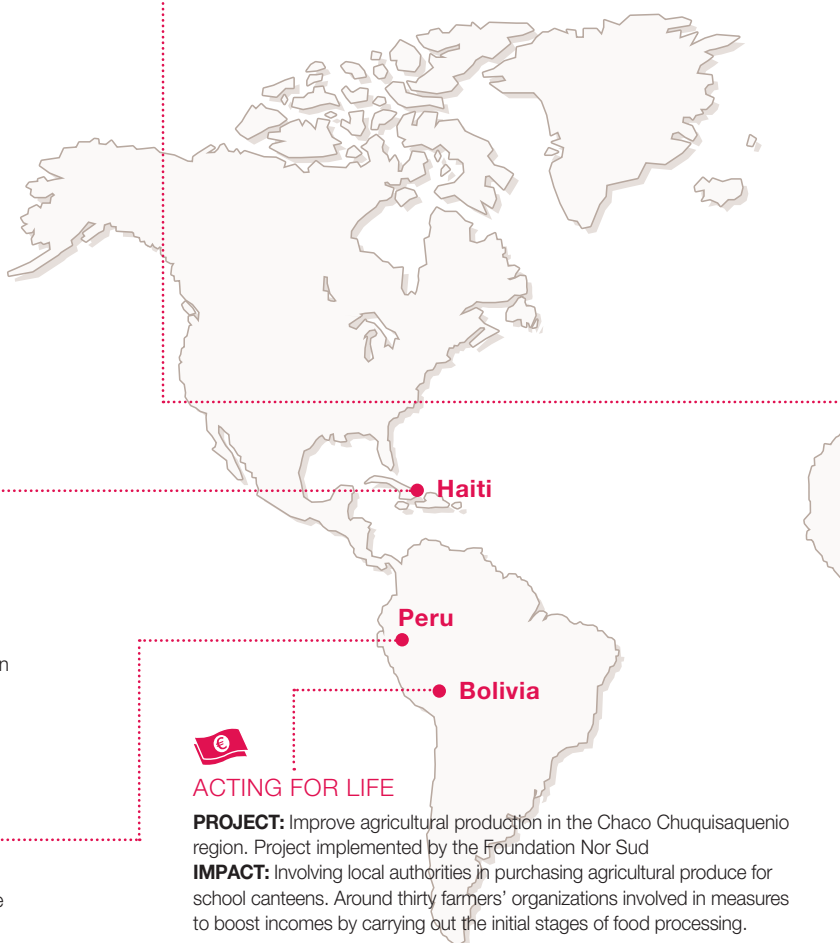 Haiti
Peru
n
Bolivia
€
ACTING FOR LIFE
PROJECT: Improve agricultural production in the Chaco Chuquisaquenio
region. Project implemented by the Foundation Nor Sud
IMPACT: Involving local authorities in purchasing agricultural produce for
school canteens. Around thirty farmers’ organizations involved in measures
to boost incomes by carrying out the initial stages of food processing.
e